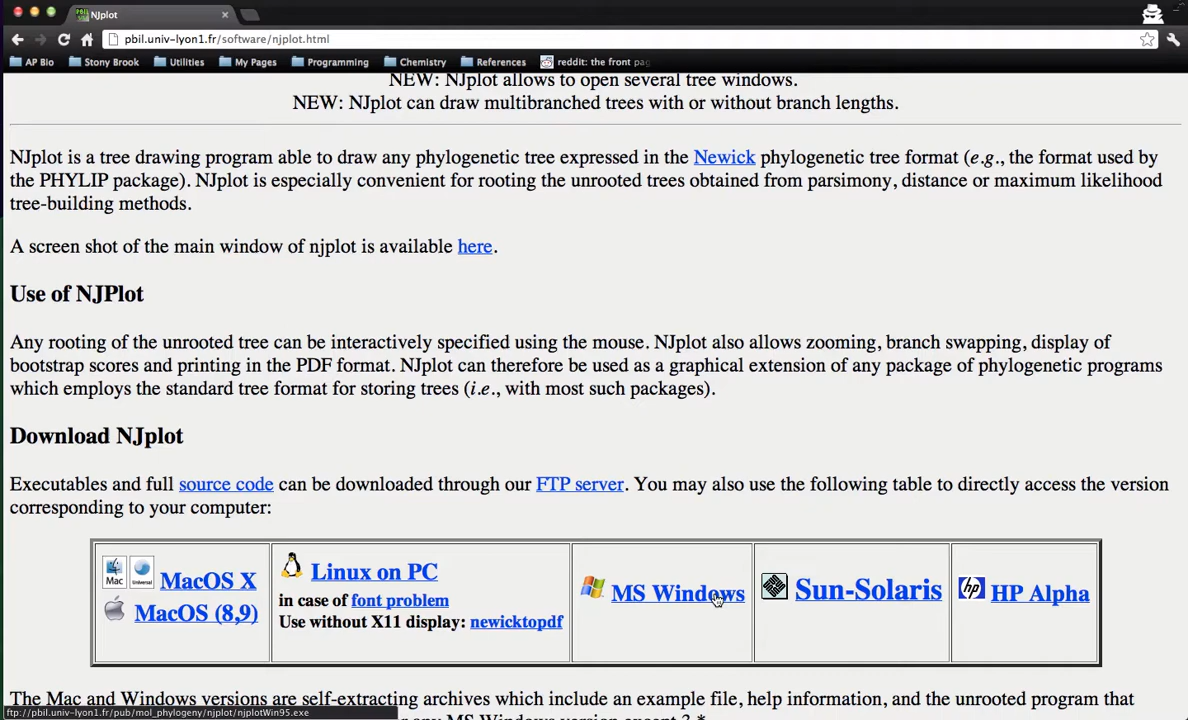 NJplot
pbil.univ-lyon1.fr/software/njplot.html
AP Bio Stony Brook Utilities My Pages Programming Chemistry References reddit: the front pag
NEW: NJplot allows to open several tree windows.
NEW: NJplot can draw multibranched trees with or without branch lengths.
NJplot is a tree drawing program able to draw any phylogenetic tree expressed in the Newick phylogenetic tree format (e.g., the format used by
the PHYLIP package). NJplot is especially convenient for rooting the unrooted trees obtained from parsimony, distance or maximum likelihood
tree-building methods.
A screen shot of the main window of njplot is available here.
Use of NJPlot
Any rooting of the unrooted tree can be interactively specified using the mouse. NJplot also allows zooming, branch swapping, display of
bootstrap scores and printing in the PDF format. NJplot can therefore be used as a graphical extension of any package of phylogenetic programs
which employs the standard tree format for storing trees (i.e., with most such packages).
Download NJplot
Executables and full source code can be downloaded through our FTP server. You may also use the following table to directly access the version
corresponding to your computer:
Mac Universal MacOS X
MacOS (8,9)
Linux on PC
in case of font problem
Use without X11 display: newicktopdf
MS Windows
Sun-Solaris
hp HP Alpha
The Mac and Windows versions are self-extracting archives which include an example file, help information, and the unrooted program that
any MS Windows version except 3.*
ftp://pbil.univ-lyon1.fr/pub/mol_phylogeny/njplot/njplotWin95.exe